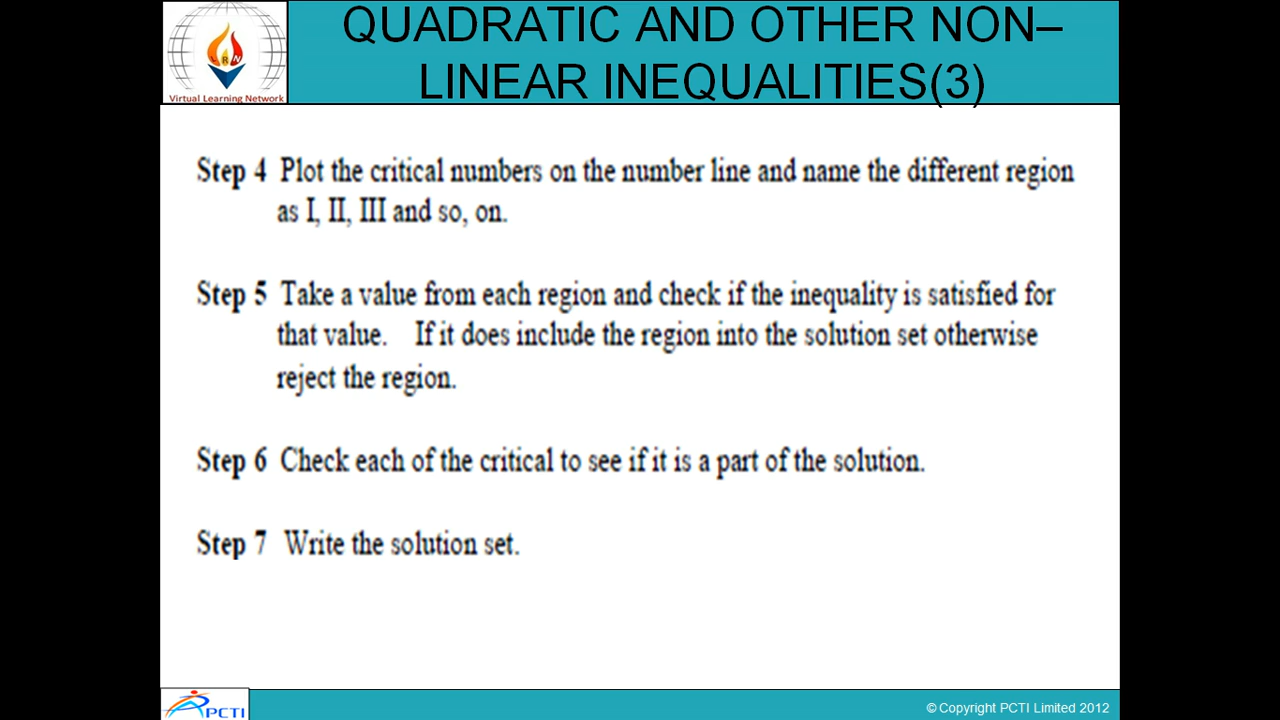 QUADRATIC AND OTHER NON–
LINEAR INEQUALITIES(3)
LRN
Virtual Learning Network
Step 4 Plot the critical numbers on the number line and name the different region
as I, II, III and so, on.
Step 5 Take a value from each region and check if the inequality is satisfied for
that value. If it does include the region into the solution set otherwise
reject the region.
Step 6 Check each of the critical to see if it is a part of the solution.
Step 7 Write the solution set.
PCTI
© Copyright PCTI Limited 2012